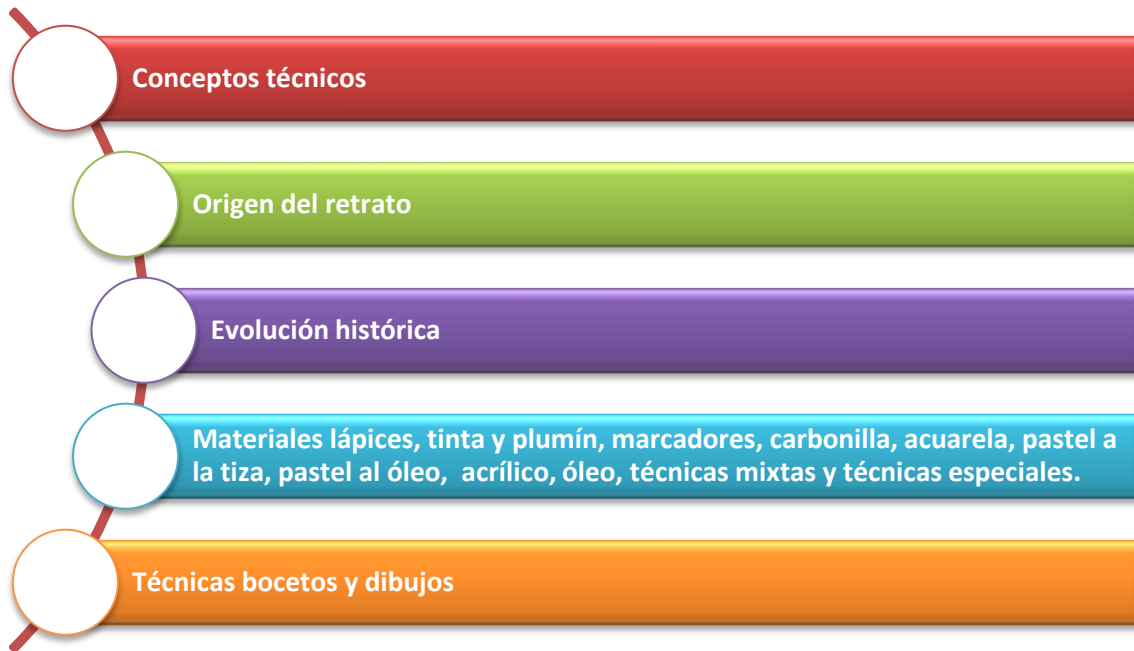 Conceptos técnicos
Origen del retrato
Evolución histórica
Materiales lápices, tinta y plumín, marcadores, carbonilla, acuarela, pastel a
la tiza, pastel al óleo, acrílico, óleo, técnicas mixtas y técnicas especiales.
Técnicas bocetos y dibujos